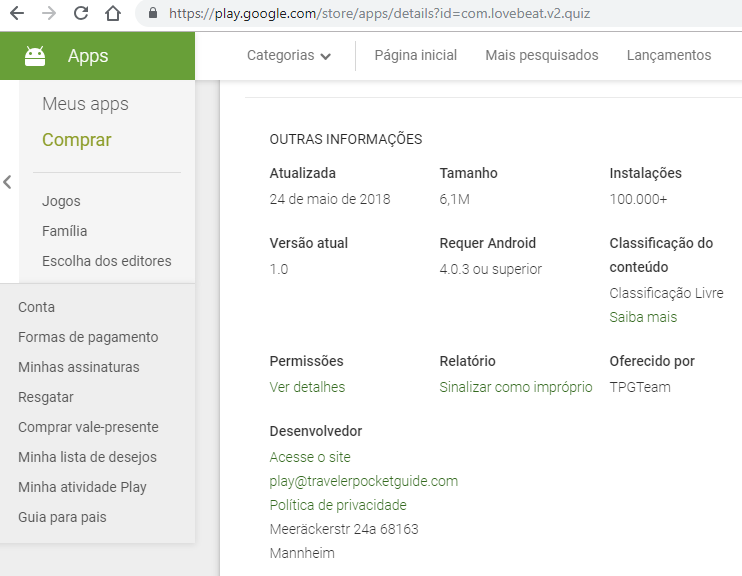 https://play.google.com/store/apps/details?id=com.lovebeat.v2.quiz
Apps
Categorias
Página inicial
Mais pesquisados
Lançamentos
Meus apps
Comprar
Jogos
Família
Escolha dos editores
Conta
Formas de pagamento
Minhas assinaturas
Resgatar
Comprar vale-presente
Minha lista de desejos
Minha atividade Play
Guia para pais
OUTRAS INFORMAÇÕES
Atualizada
24 de maio de 2018
Tamanho
6,1M
Instalações
100.000+
Versão atual
1.0
Requer Android
4.0.3 ou superior
Classificação do
conteúdo
Classificação Livre
Saiba mais
Permissões
Ver detalhes
Relatório
Sinalizar como impróprio
Oferecido por
TPGTeam
Desenvolvedor
Acesse o site
play@travelerpocketguide.com
Política de privacidade
Meeräckerstr 24a 68163
Mannheim